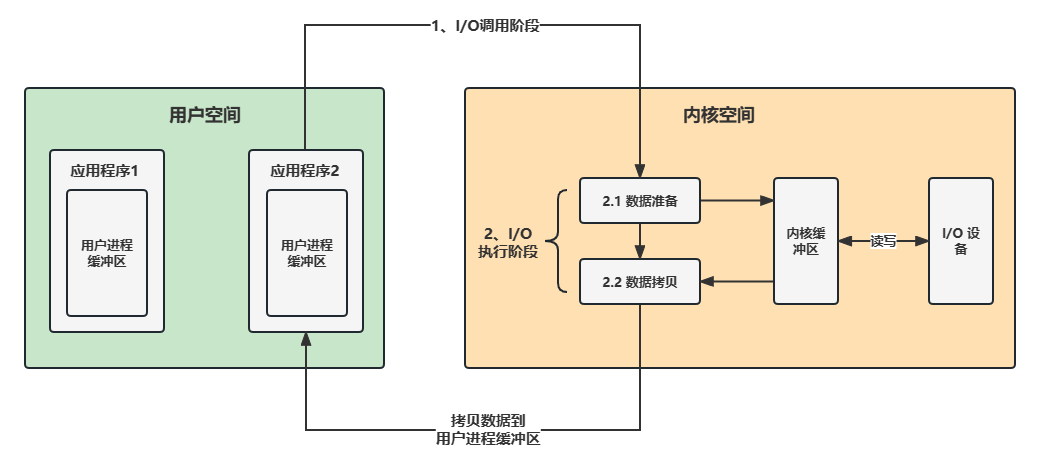 1、I/O调用阶段
用户空间
应用程序1
用户进程
缓冲区
应用程序2
用户进程
缓冲区
内核空间
2、I/O
执行阶段
2.1 数据准备
2.2 数据拷贝
内核缓
冲区
读写
I/O 设
备
拷贝数据到
用户进程缓冲区